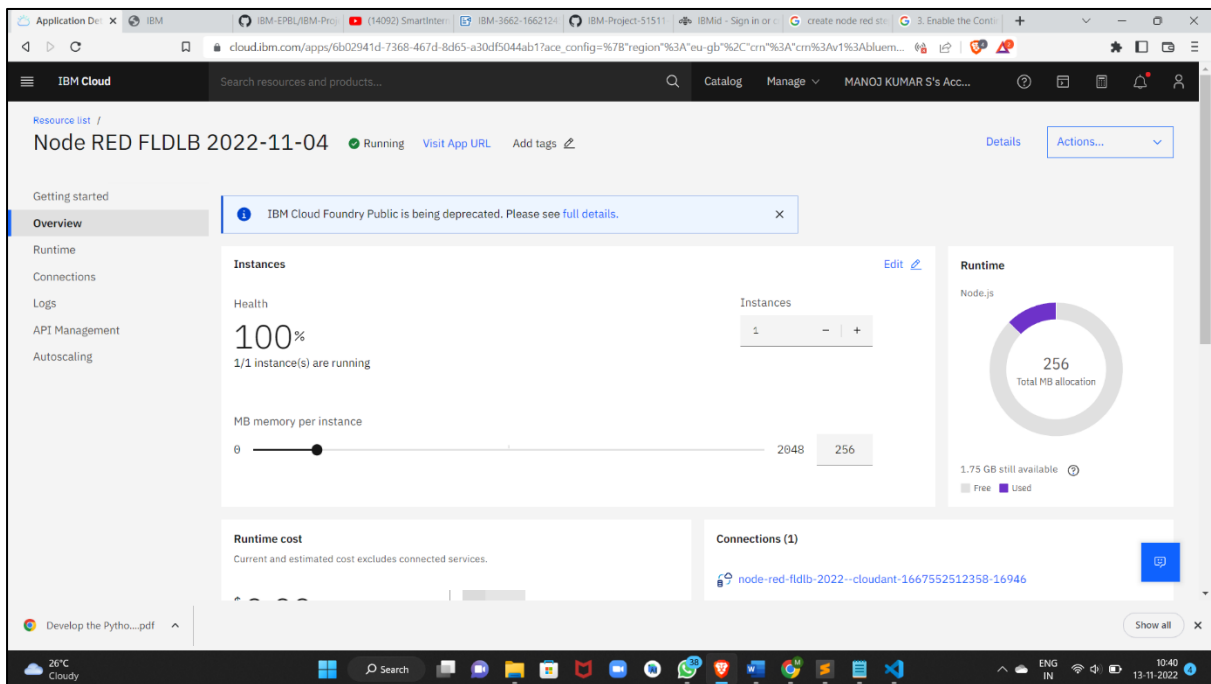 Application Det
IBM
IBM-EPBL/IBM-Proj
(14092) SmartIntern
IBM-3662-1662124
IBM-Project-51511
IBMid - Sign in or c
create node red ste
3. Enable the Conti
cloud.ibm.com/apps/6b02941d-7368-467d-8d65-a30df5044ab1?ace_config=%7B"region"%3A"eu-gb"%2C"crn"%3A"crn%3Av1%3Abluem...
IBM Cloud
Search resources and products...
Catalog
Manage
MANOJ KUMAR S's Acc...
Resource list /
Node RED FLDLB 2022-11-04
Running
Visit App URL
Add tags
Details
Actions...
Getting started
Overview
Runtime
Connections
Logs
API Management
Autoscaling
IBM Cloud Foundry Public is being deprecated. Please see full details.
Instances
Edit
Health
100%
1/1 instance(s) are running
Instances
1
MB memory per instance
0
2048
256
Runtime
Node.js
256
Total MB allocation
1.75 GB still available
Free
Used
Runtime cost
Current and estimated cost excludes connected services.
Connections (1)
node-red-fldlb-2022--cloudant-1667552512358-16946
Develop the Pytho....pdf
Show all
26°C
Cloudy
Search
38
ENG
IN
10:40
13-11-2022
4